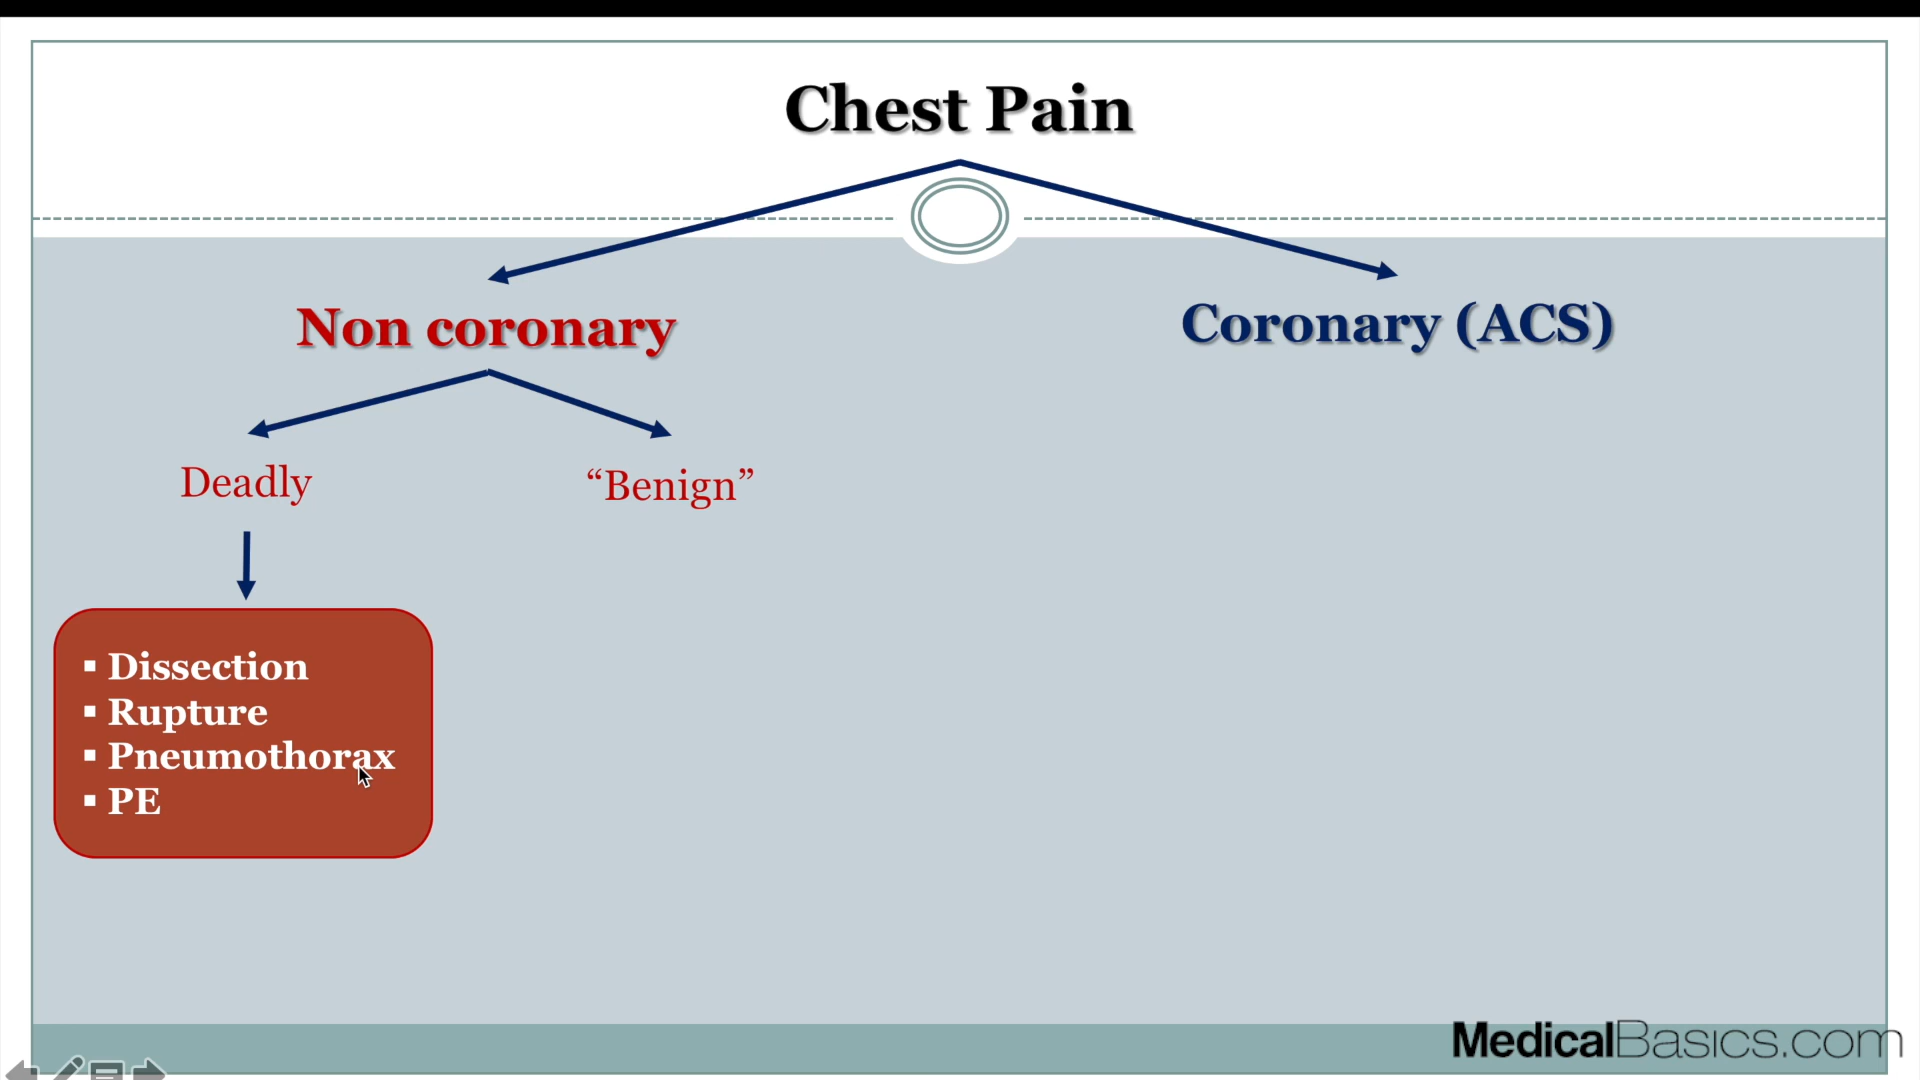 Chest Pain
Non coronary
Coronary (ACS)
Deadly
“Benign”
▪ Dissection
▪ Rupture
▪ Pneumothorax
▪ PE
MedicalBasics.com